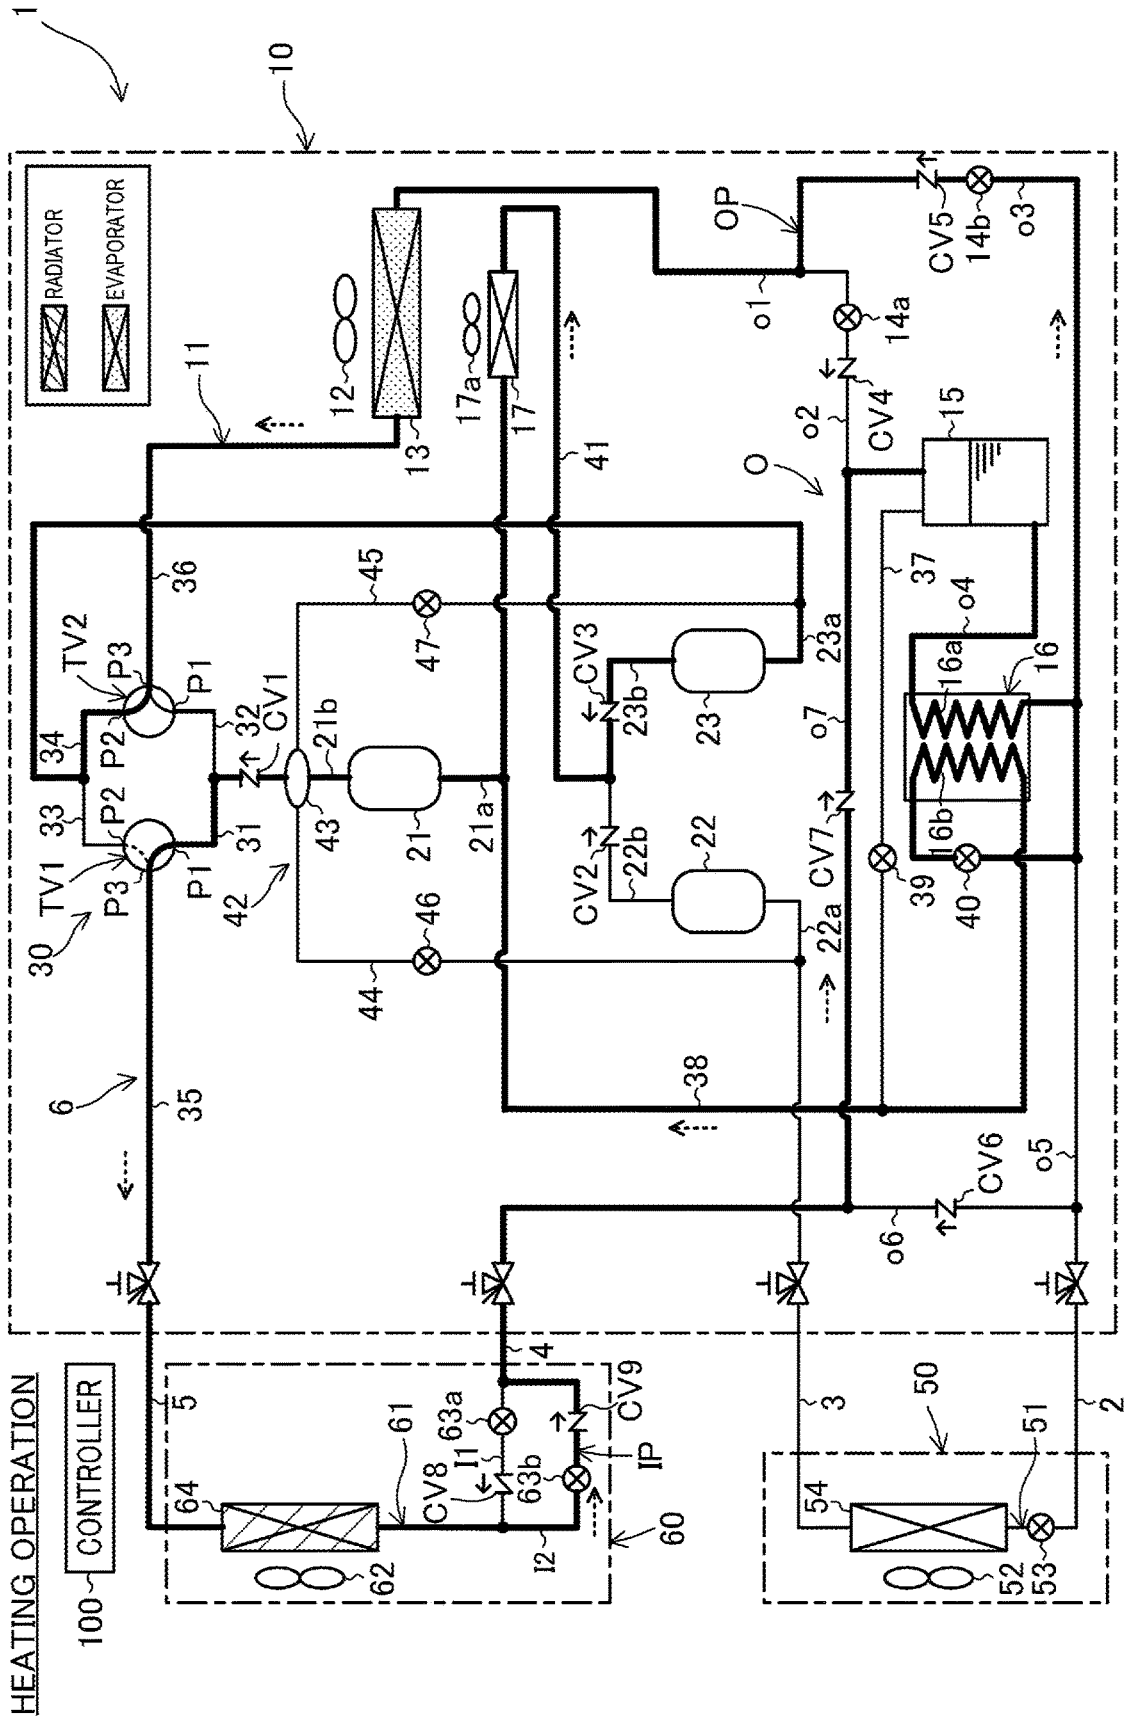 HEATING OPERATION
100
CONTROLLER
1
10
RADIATOR
EVAPORATOR
11
12
13
17a
17
41
OP
o1
14a
CV4
o2
O
15
CV5
14b
o3
36
34
33
TV2
P3
P2
P1
32
CV1
TV1
P2
P3
P1
31
30
42
43
21b
21
21a
45
47
46
44
CV3
23b
23
23a
CV2
22b
22
22a
o7
CV7
37
o4
16a
16
16b
39
40
38
6
35
CV6
o6
o5
5
4
3
2
64
61
62
CV8
I1
63a
63b
CV9
IP
I2
60
50
54
51
52
53